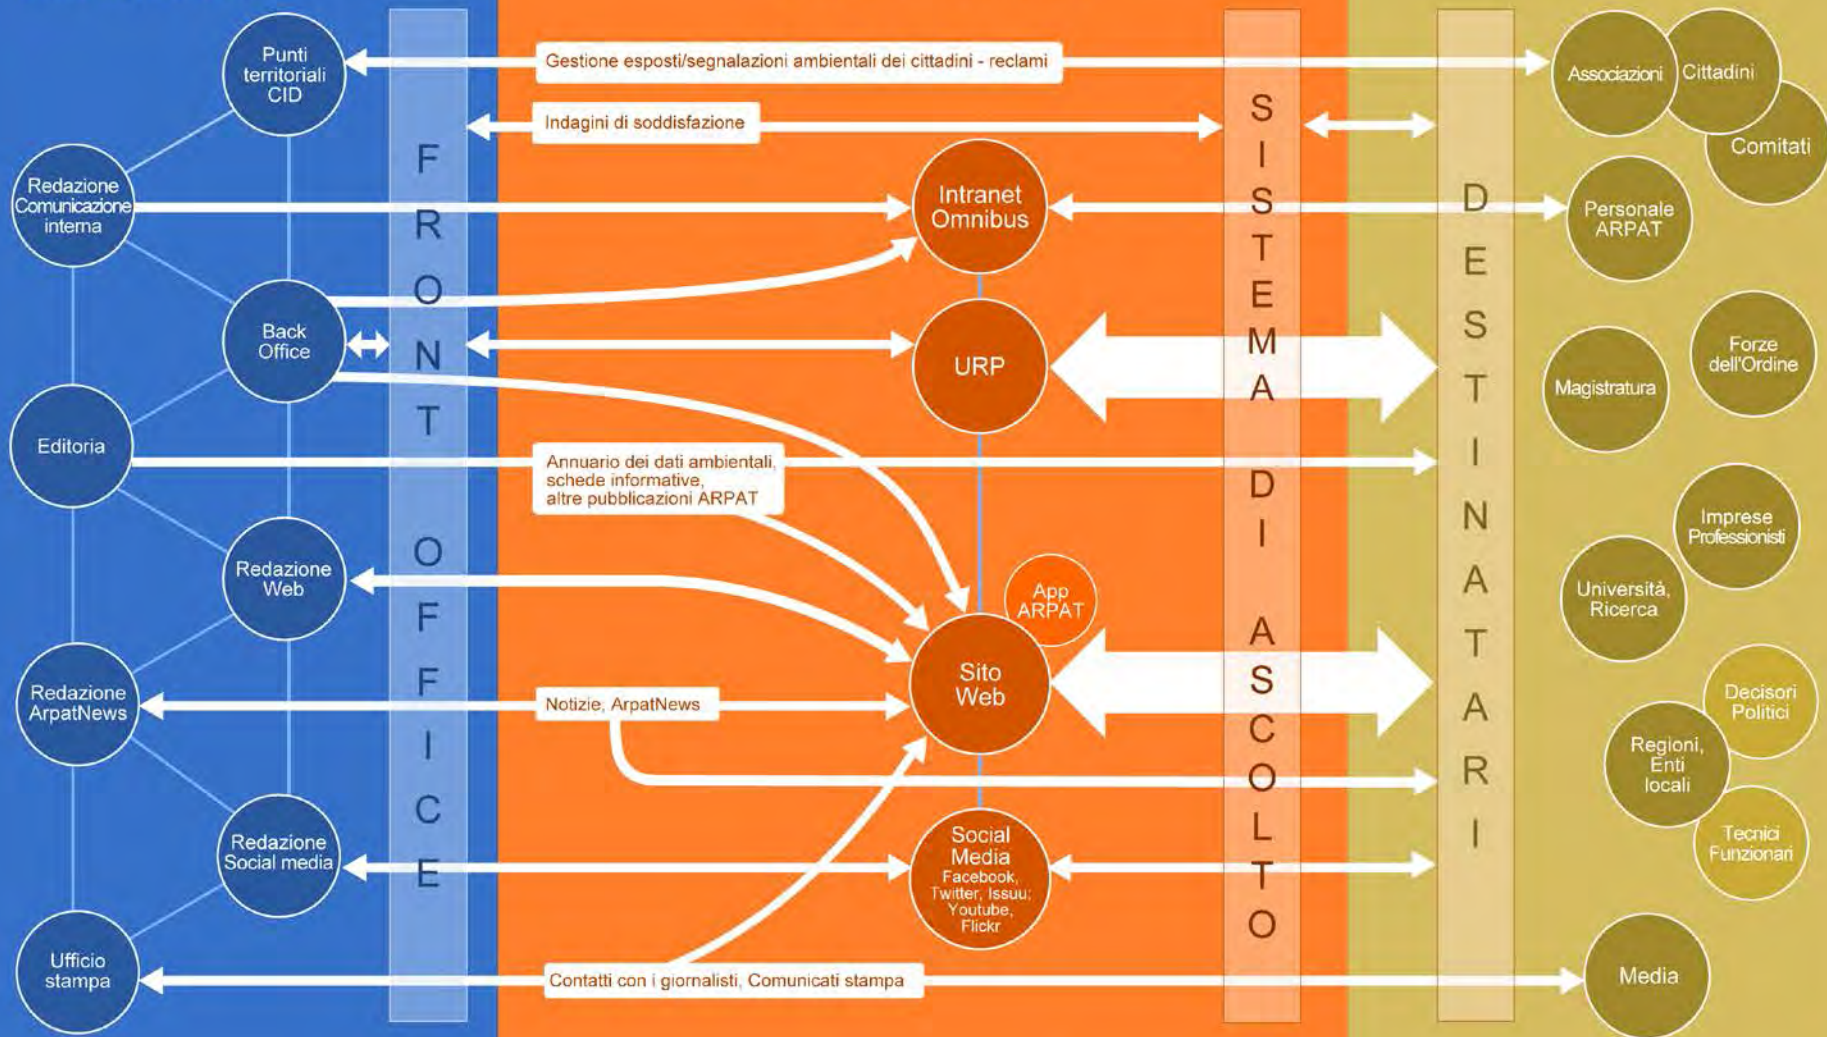 Punti
territoriali
CID
Redazione
Comunicazione
interna
Back
Office
Editoria
Redazione
Web
Redazione
ArpatNews
Redazione
Social media
Ufficio
stampa
FRONT OFFICE
Gestione esposti/segnalazioni ambientali dei cittadini - reclami
Indagini di soddisfazione
Annuario dei dati ambientali,
schede informative,
altre pubblicazioni ARPAT
Notizie, ArpatNews
Contatti con i giornalisti, Comunicati stampa
Intranet
Omnibus
URP
App
ARPAT
Sito
Web
Social
Media
Facebook,
Twitter, Issuu;
Youtube,
Flickr
SISTEMA DI ASCOLTO
DESTINATARI
Associazioni
Cittadini
Comitati
Personale
ARPAT
Forze
dell'Ordine
Magistratura
Imprese
Professionisti
Università,
Ricerca
Decisori
Politici
Regioni,
Enti
locali
Tecnici
Funzionari
Media